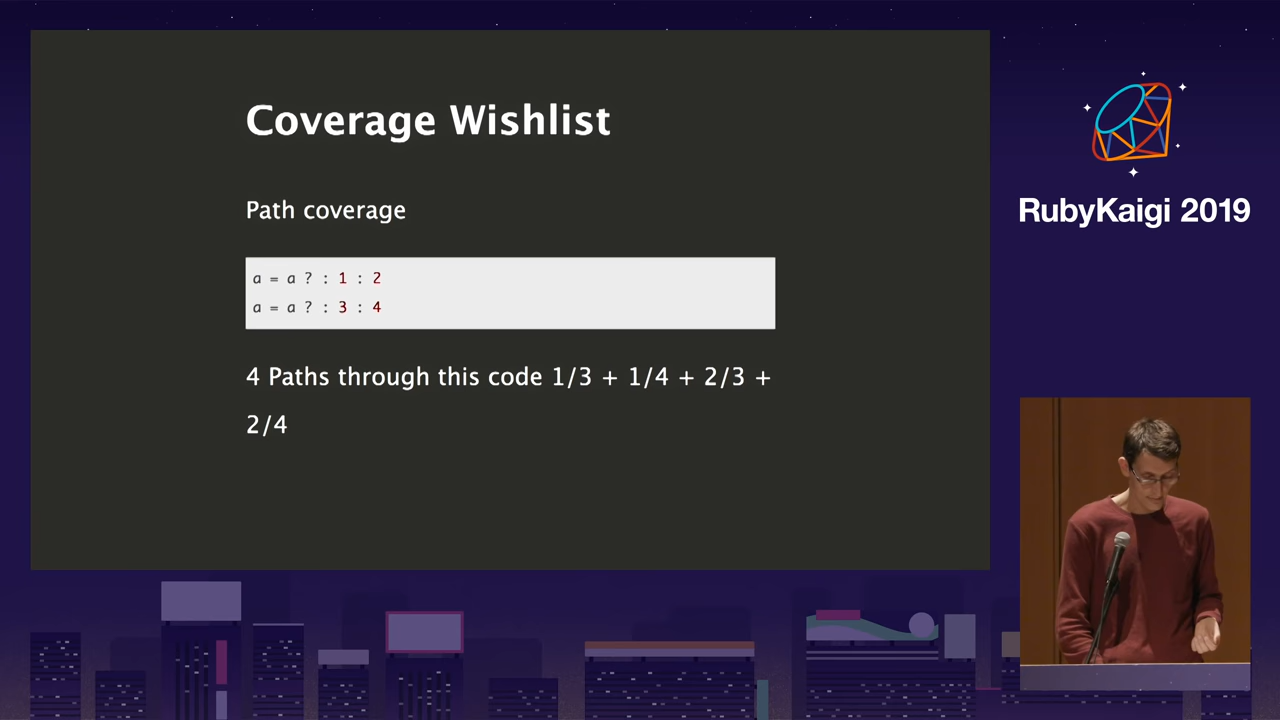 Coverage Wishlist
Path coverage
a = a ? : 1 : 2
a = a ? : 3 : 4
4 Paths through this code 1/3 + 1/4 + 2/3 +
2/4
RubyKaigi 2019